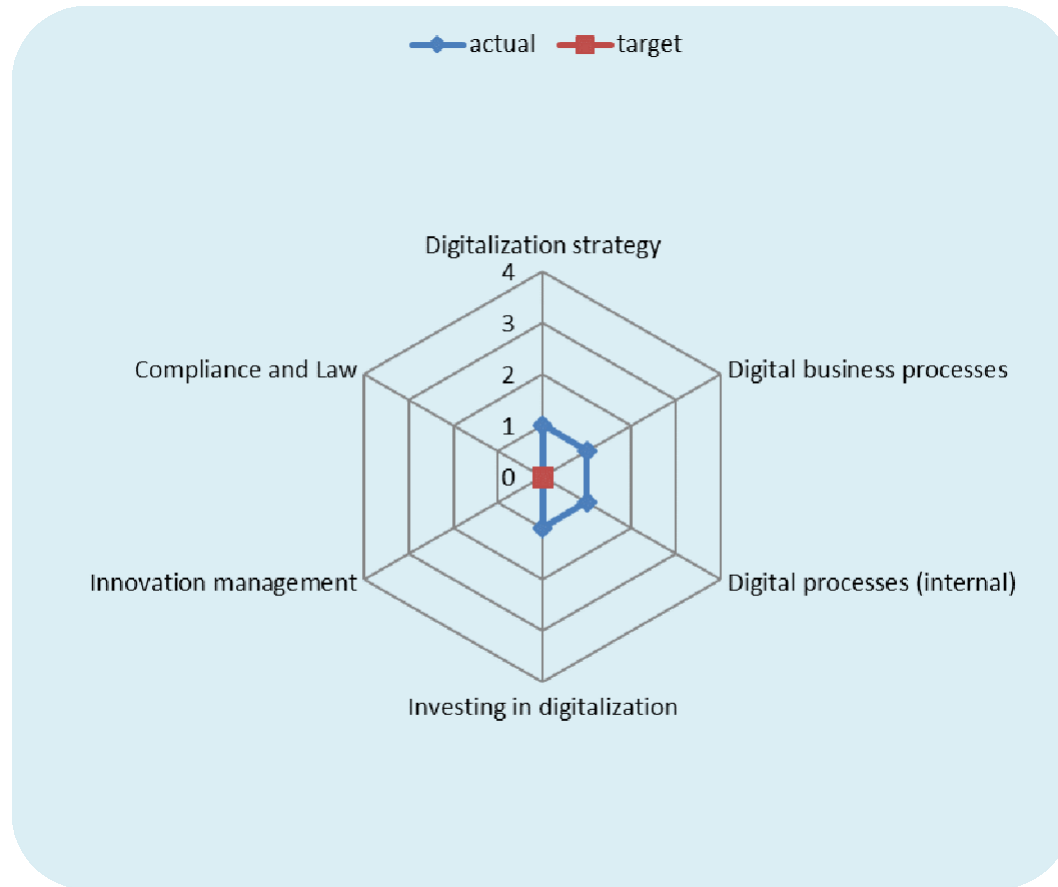 actual target
Digitalization strategy
4
3
Compliance and Law
2
Digital business processes
1
0
Innovation management
Digital processes (internal)
Investing in digitalization